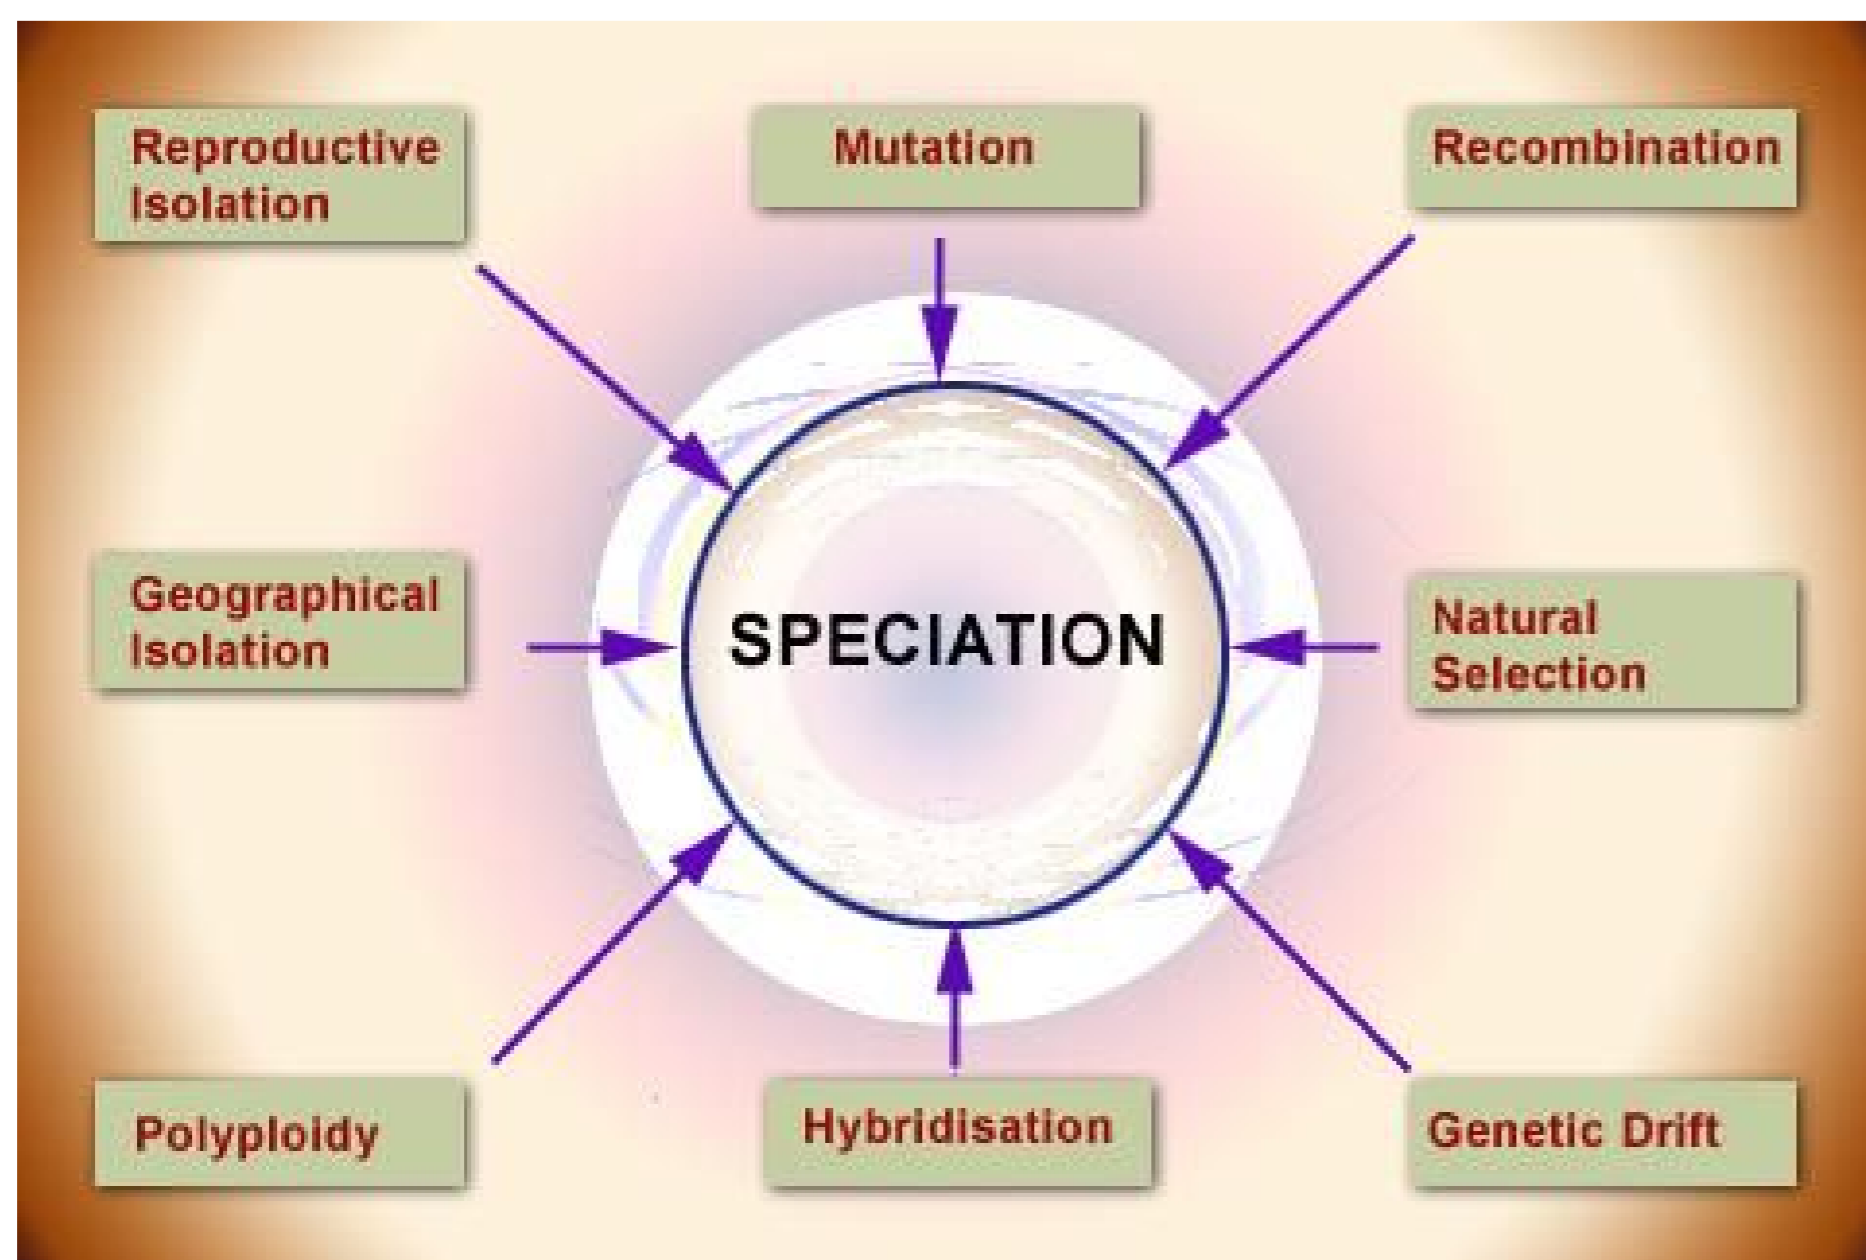 Reproductive
Isolation
Mutation
Recombination
Geographical
Isolation
SPECIATION
Natural
Selection
Polyploidy
Hybridisation
Genetic Drift